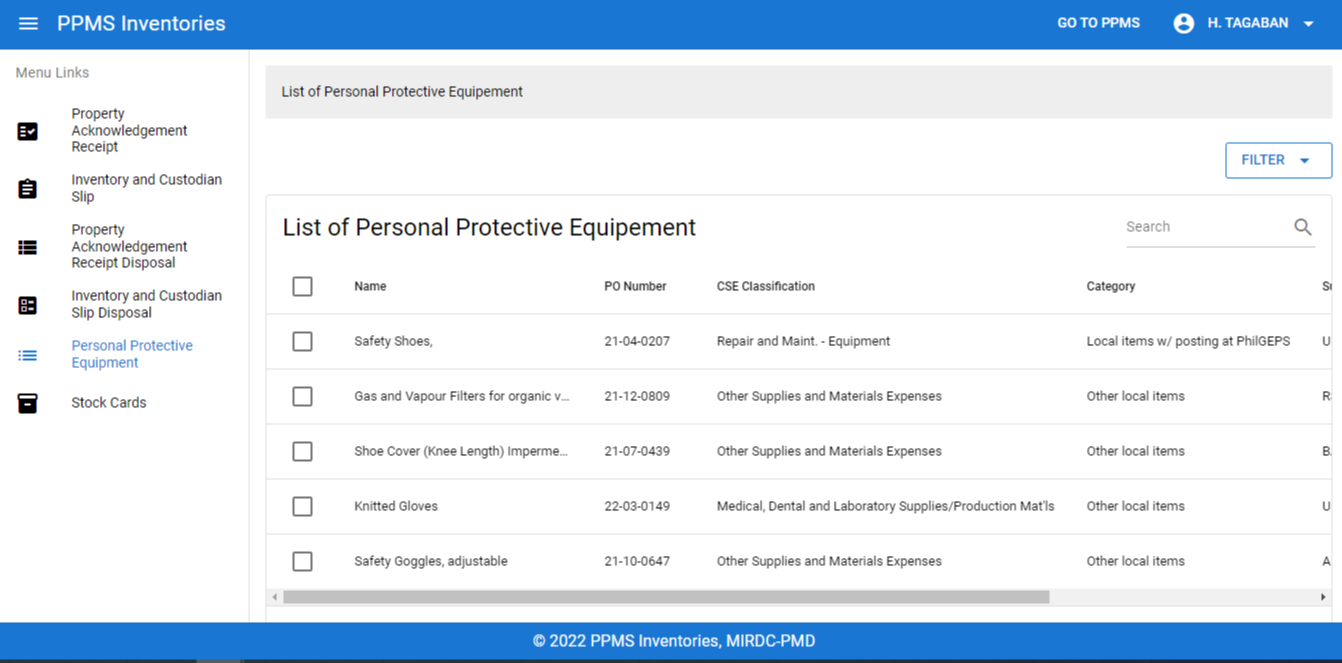 PPMS Inventories
GO TO PPMS
H. TAGABAN
Menu Links
Property
Acknowledgement
Receipt
Inventory and Custodian
Slip
Property
Acknowledgement
Receipt Disposal
Inventory and Custodian
Slip Disposal
Personal Protective
Equipment
Stock Cards
List of Personal Protective Equipement
FILTER
List of Personal Protective Equipement
Search
Name PO Number CSE Classification Category
Safety Shoes, 21-04-0207 Repair and Maint. - Equipment Local items w/ posting at PhilGEPS U
Gas and Vapour Filters for organic v... 21-12-0809 Other Supplies and Materials Expenses Other local items
Shoe Cover (Knee Length) Imperme... 21-07-0439 Other Supplies and Materials Expenses Other local items
Knitted Gloves 22-03-0149 Medical, Dental and Laboratory Supplies/Production Mat'ls Other local items U
Safety Goggles, adjustable 21-10-0647 Other Supplies and Materials Expenses Other local items A
© 2022 PPMS Inventories, MIRDC-PMD